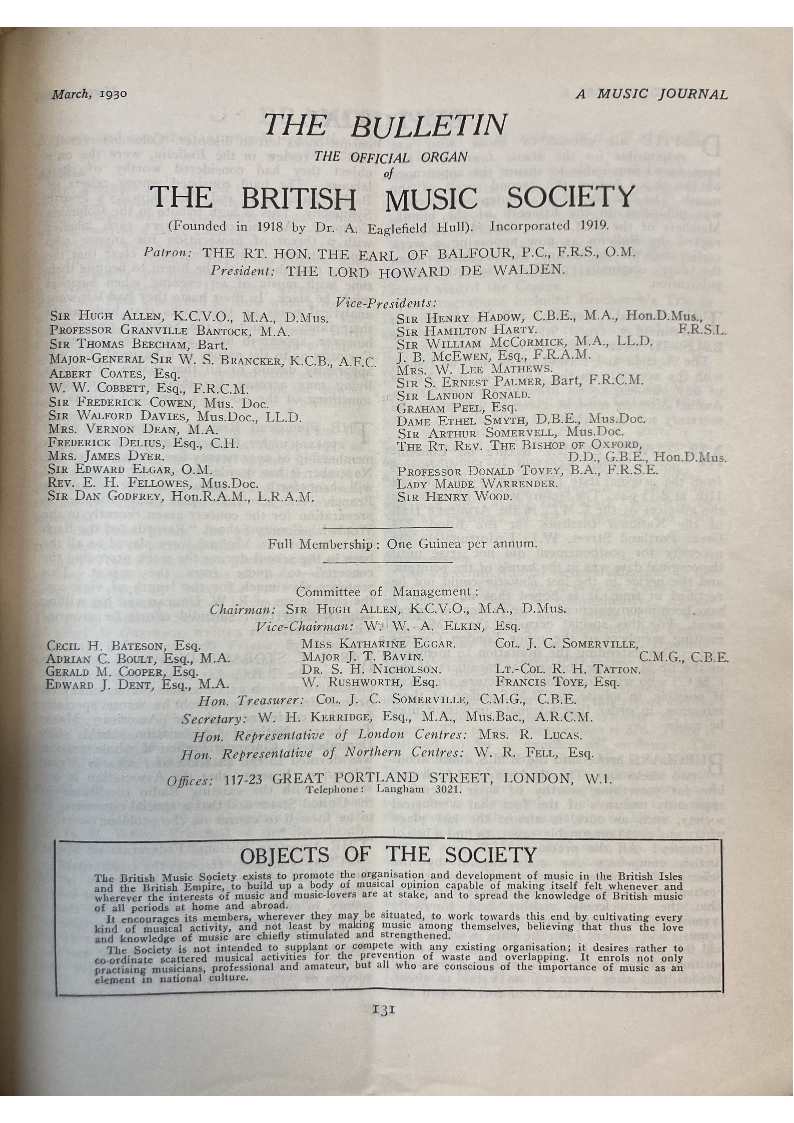 March, 1930
A MUSIC JOURNAL
THE BULLETIN
THE OFFICIAL ORGAN
of
THE BRITISH MUSIC SOCIETY
(Founded in 1918 by Dr. A. Eaglefield Hull). Incorporated 1919.
Patron: THE RT. HON. THE EARL OF BALFOUR, P.C., F.R.S., O.M.
President: THE LORD HOWARD DE WALDEN.
Vice-Presidents:
SIR HUGH ALLEN, K.C.V.O., M.A., D.Mus.
PROFESSOR GRANVILLE BANTOCK, M.A.
SIR THOMAS BEECHAM, Bart.
MAJOR-GENERAL SIR W. S. BRANCKER, K.C.B., A.F.C.
ALBERT COATES, Esq.
W. W. COBBETT, Esq., F.R.C.M.
SIR FREDERICK COWEN, Mus. Doc.
SIR WALFORD DAVIES, Mus.Doc., LL.D.
MRS. VERNON DEAN, M.A.
FREDERICK DELIUS, Esq., C.H.
MRS. JAMES DYER.
SIR EDWARD ELGAR, O.M.
REV. E. H. FELLOWES, Mus.Doc.
SIR DAN GODFREY, Hon.R.A.M., L.R.A.M.
SIR HENRY HADOW, C.B.E., M.A., Hon.D.Mus.,
F.R.S.L.
SIR HAMILTON HARTY.
SIR WILLIAM MCCORMICK, M.A., LL.D.
J. B. MCEWEN, Esq., F.R.A.M.
MRS. W. LEE MATHEWS.
SIR S. ERNEST PALMER, Bart, F.R.C.M.
SIR LANDON RONALD.
GRAHAM PEEL, Esq.
DAME ETHEL SMYTH, D.B.E., Mus.Doc.
SIR ARTHUR SOMERVELL, Mus.Doc.
THE RT. REV. THE BISHOP OF OXFORD,
D.D., G.B.E., Hon.D.Mus.
PROFESSOR DONALD TOVEY, B.A., F.R.S.E.
LADY MAUDE WARRENDER.
SIR HENRY WOOD.
Full Membership: One Guinea per annum.
Committee of Management:
Chairman: SIR HUGH ALLEN, K.C.V.O., M.A., D.Mus.
Vice-Chairman: W. W. A. ELKIN, Esq.
CECIL H. BATESON, Esq.
ADRIAN C. BOULT, Esq., M.A.
GERALD M. COOPER, Esq.
EDWARD J. DENT, Esq., M.A.
MISS KATHARINE EGGAR.
MAJOR J. T. BAVIN.
DR. S. H. NICHOLSON.
W. RUSHWORTH, Esq.
COL. J. C. SOMERVILLE,
C.M.G., C.B.E.
LT.-COL. R. H. TATTON.
FRANCIS TOYE, Esq.
Hon. Treasurer: COL. J. C. SOMERVILLE, C.M.G., C.B.E.
Secretary: W. H. KERRIDGE, Esq., M.A., Mus.Bac., A.R.C.M.
Hon. Representative of London Centres: MRS. R. LUCAS.
Hon. Representative of Northern Centres: W. R. FELL, Esq.
Offices: 117-23 GREAT PORTLAND STREET, LONDON, W.1.
Telephone: Langham 3021.
OBJECTS OF THE SOCIETY
The British Music Society exists to promote the organisation and development of music in the British Isles
and the British Empire, to build up a body of musical opinion capable of making itself felt whenever and
wherever the interests of music and music-lovers are at stake, and to spread the knowledge of British music
of all periods at home and abroad.
It encourages its members, wherever they may be situated, to work towards this end by cultivating every
kind of musical activity, and not least by making music among themselves, believing that thus the love
and knowledge of music are chiefly stimulated and strengthened.
The Society is not intended to supplant or compete with any existing organisation; it desires rather to
co-ordinate scattered musical activities for the prevention of waste and overlapping. It enrols not only
practising musicians, professional and amateur, but all who are conscious of the importance of music as an
element in national culture.
131